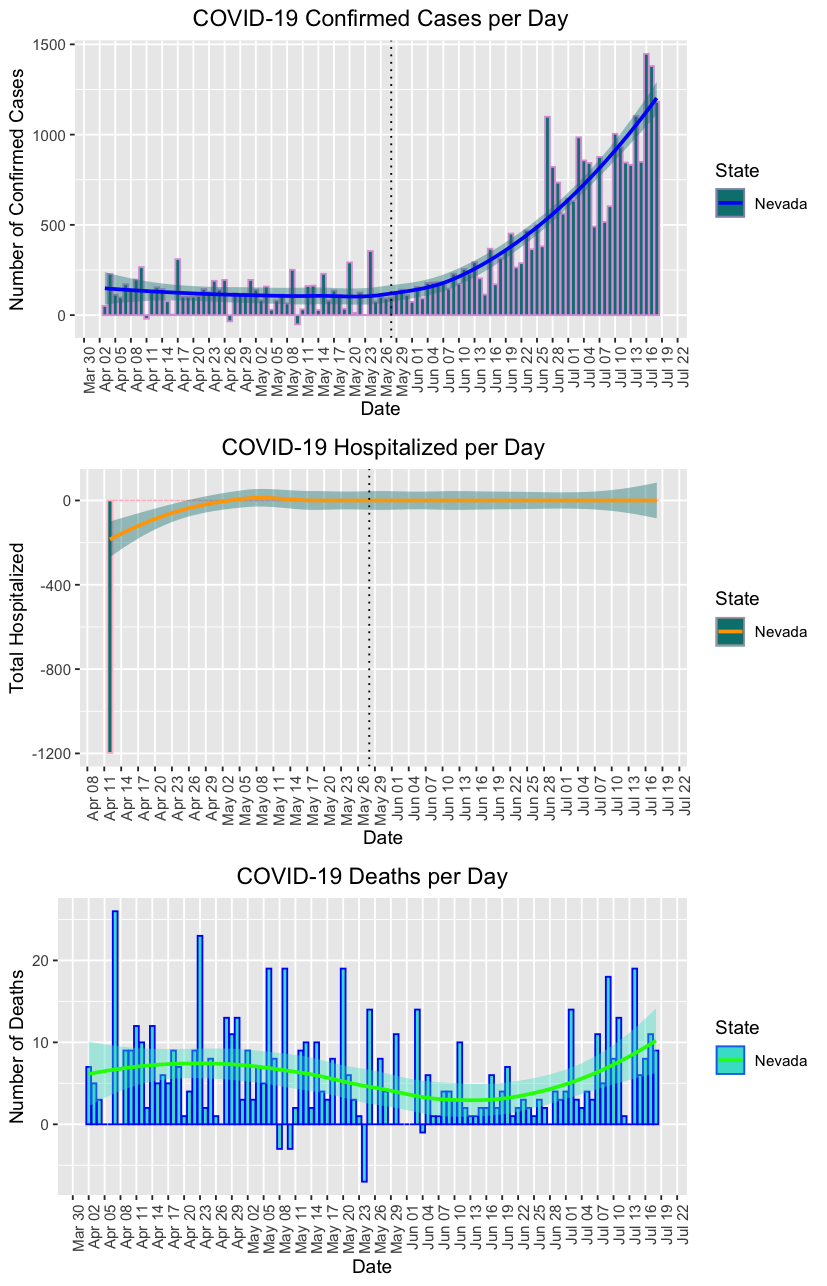 COVID-19 Confirmed Cases per Day
Number of Confirmed Cases
1500
1000
500
0
Mar 30
Apr 02
Apr 05
Apr 08
Apr 11
Apr 14
Apr 17
Apr 20
Apr 23
Apr 26
Apr 29
May 02
May 05
May 08
May 11
May 14
May 17
May 20
May 23
May 26
May 29
Jun 01
Jun 04
Jun 07
Jun 10
Jun 13
Jun 16
Jun 19
Jun 22
Jun 25
Jun 28
Jul 01
Jul 04
Jul 07
Jul 10
Jul 13
Jul 16
Jul 19
Jul 22
Date
State
Nevada
COVID-19 Hospitalized per Day
Total Hospitalized
0
-400
-800
-1200
Apr 08
Apr 11
Apr 14
Apr 17
Apr 20
Apr 23
Apr 26
Apr 29
May 02
May 05
May 08
May 11
May 14
May 17
May 20
May 23
May 26
May 29
Jun 01
Jun 04
Jun 07
Jun 10
Jun 13
Jun 16
Jun 19
Jun 22
Jun 25
Jun 28
Jul 01
Jul 04
Jul 07
Jul 10
Jul 13
Jul 16
Jul 19
Jul 22
Date
State
Nevada
COVID-19 Deaths per Day
Number of Deaths
20
10
0
Mar 30
Apr 02
Apr 05
Apr 08
Apr 11
Apr 14
Apr 17
Apr 20
Apr 23
Apr 26
Apr 29
May 02
May 05
May 08
May 11
May 14
May 17
May 20
May 23
May 26
May 29
Jun 01
Jun 04
Jun 07
Jun 10
Jun 13
Jun 16
Jun 19
Jun 22
Jun 25
Jun 28
Jul 01
Jul 04
Jul 07
Jul 10
Jul 13
Jul 16
Jul 19
Jul 22
Date
State
Nevada